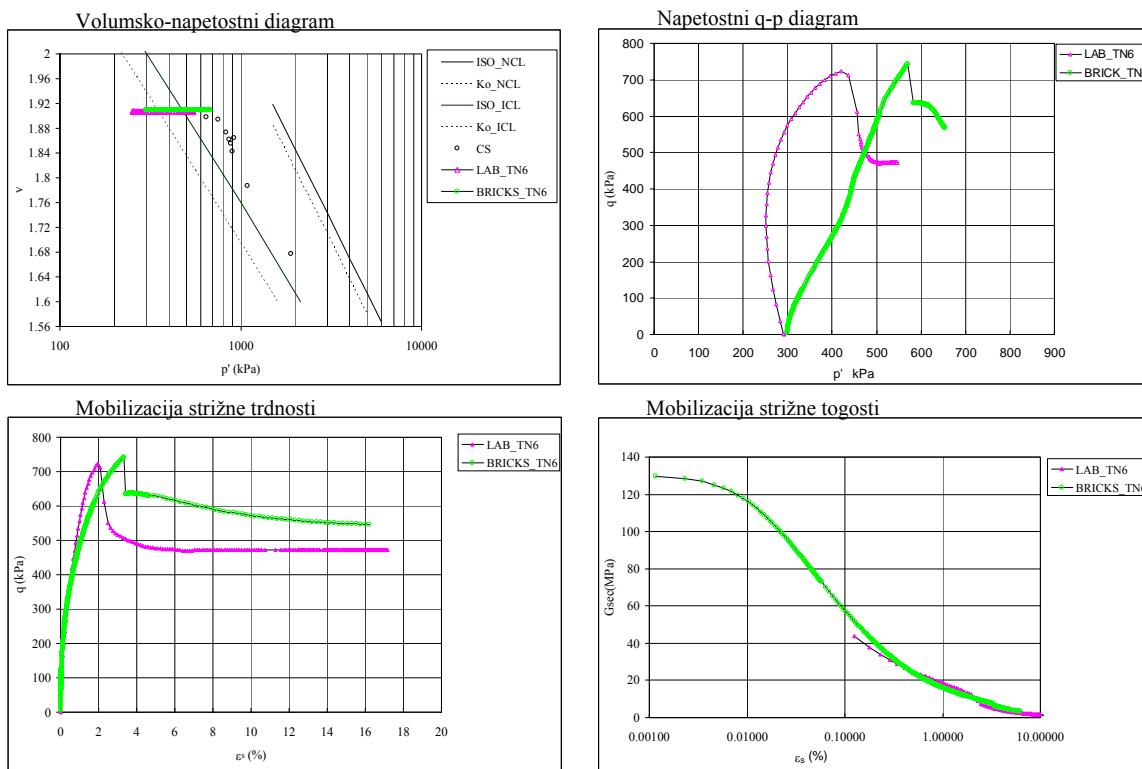 Volumsko-napetostni diagram
2
1.96
1.92
1.88
1.84
1.8
1.76
1.72
1.68
1.64
1.6
1.56
v
100
1000
10000
p' (kPa)
ISO_NCL
Ko_NCL
ISO_ICL
Ko_ICL
CS
LAB_TN6
BRICKS_TN6
Napetostni q-p diagram
800
700
600
500
400
300
200
100
0
q (kPa)
0 100 200 300 400 500 600 700 800 900
p' kPa
LAB_TN6
BRICK_TN
Mobilizacija strižne trdnosti
800
700
600
500
400
300
200
100
0
q (kPa)
0 2 4 6 8 10 12 14 16 18 20
εs (%)
LAB_TN6
BRICKS_TN6
Mobilizacija strižne togosti
140
120
100
80
60
40
20
0
Gsec(MPa)
0.00100 0.01000 0.10000 1.00000 10.00000
εs (%)
LAB_TN6
BRICKS_TN6